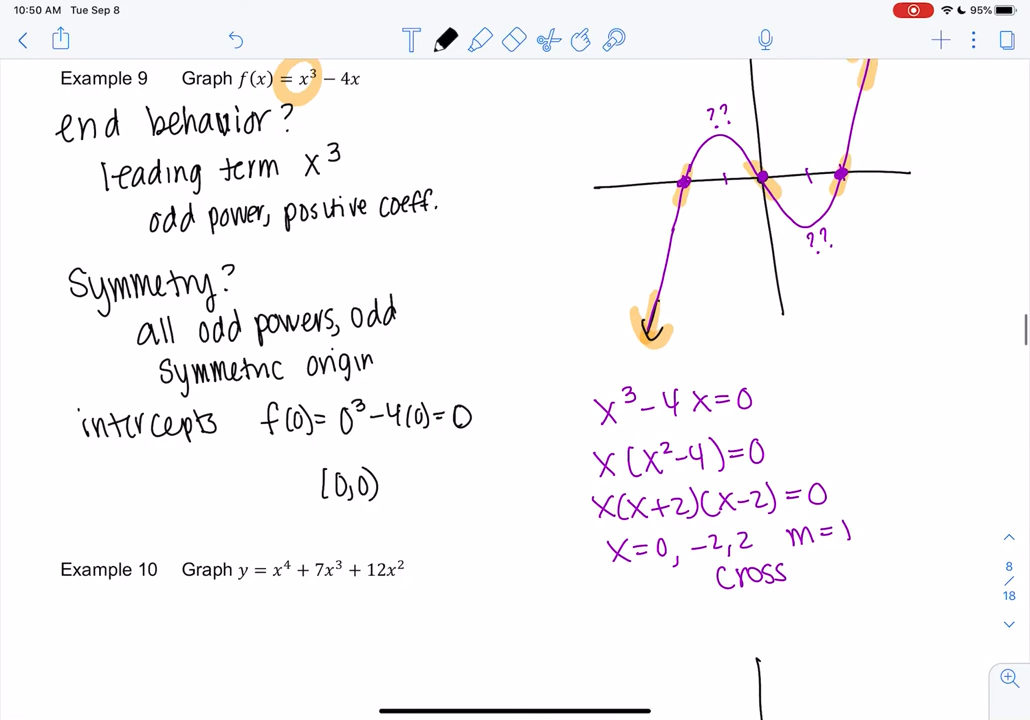 10:50 AM Tue Sep 8
95%
Example 9 Graph f(x) = x³ − 4x
end behavior?
leading term x³
odd power, positive coeff.
Symmetry?
all odd powers, odd
Symmetric origin
intercepts f(0) = 0³ − 4(0) = 0
(0,0)
??
??
x³ − 4x = 0
x(x² − 4) = 0
x(x+2)(x−2) = 0
x = 0, −2, 2 m = 1
cross
Example 10 Graph y = x⁴ + 7x³ + 12x²
8
/
18